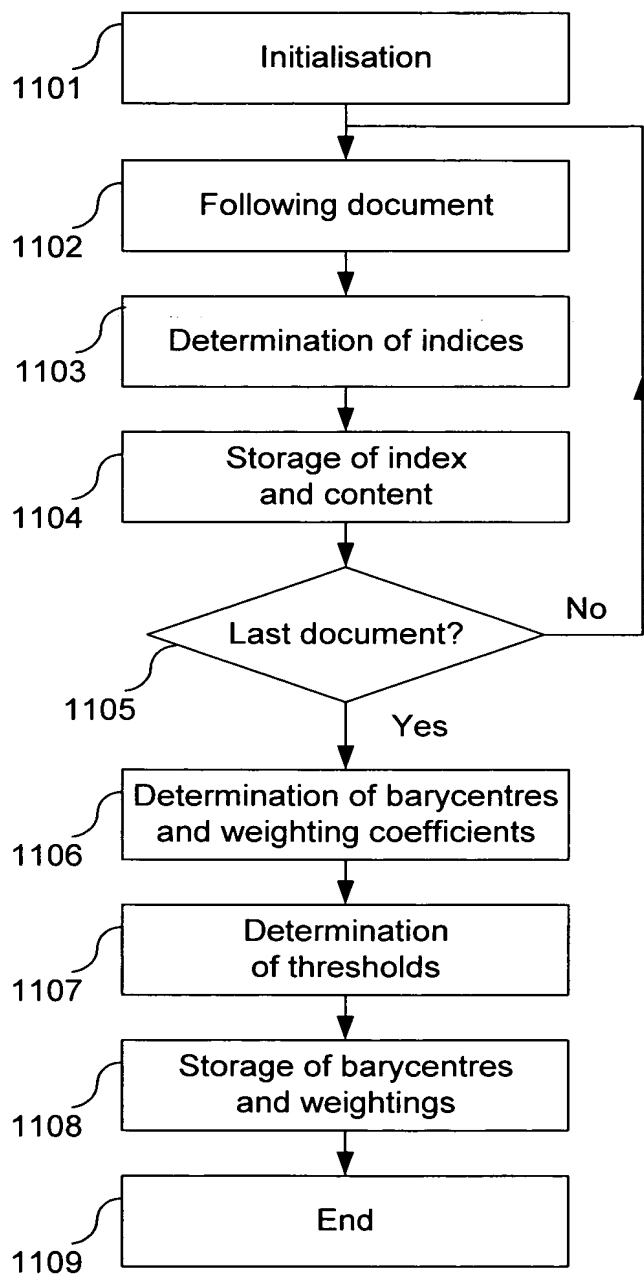 Initialisation
1101
Following document
1102
Determination of indices
1103
Storage of index
and content
1104
Last document?
No
1105
Yes
Determination of barycentres
and weighting coefficients
1106
Determination
of thresholds
1107
Storage of barycentres
and weightings
1108
End
1109